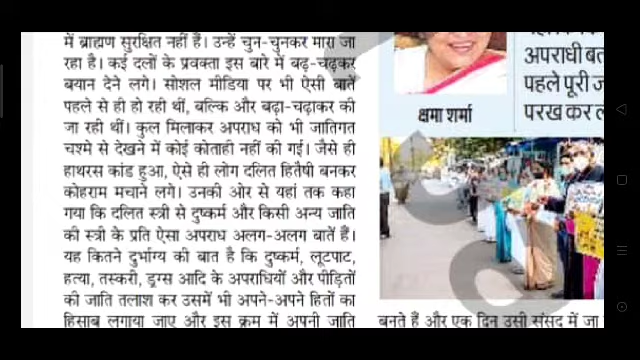 में ब्राह्मण सुरक्षित नहीं हैं। उन्हें चुन-चुनकर मारा जा
रहा है। कई दलों के प्रवक्ता इस बारे में बढ़-चढ़कर
बयान देने लगे। सोशल मीडिया पर भी ऐसी बातें
पहले से ही हो रही थीं, बल्कि और बढ़ा-चढ़ाकर की
जा रही थीं। कुल मिलाकर अपराध को भी जातिगत
चश्मे से देखने में कोई कोताही नहीं की गई। जैसे ही
हाथरस कांड हुआ, ऐसे ही लोग दलित हितैषी बनकर
कोहराम मचाने लगे। उनकी ओर से यहां तक कहा
गया कि दलित स्त्री से दुष्कर्म और किसी अन्य जाति
की स्त्री के प्रति ऐसा अपराध अलग-अलग बातें हैं।
यह कितने दुर्भाग्य की बात है कि दुष्कर्म, लूटपाट,
हत्या, तस्करी, ड्रग्स आदि के अपराधियों और पीड़ितों
की जाति तलाश कर उसमें भी अपने-अपने हितों का
हिसाब लगाया जाए और इस क्रम में अपनी जाति
क्षमा शर्मा
अपराधी बत
पहले पूरी ज
परख कर ल
बनते हैं और एक दिन उसी संसद में जा